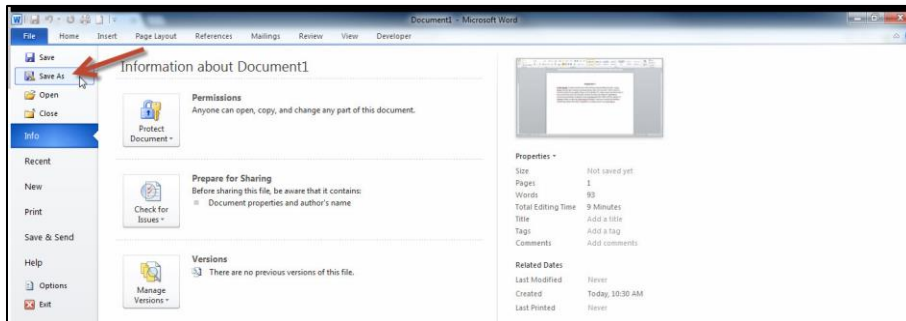 Document1 - Microsoft Word
File Home Insert Page Layout References Mailings Review View Developer
Save
Save As
Open
Close
Info
Recent
New
Print
Save & Send
Help
Options
Exit
Information about Document1
Protect
Document
Permissions
Anyone can open, copy, and change any part of this document.
Check for
Issues
Prepare for Sharing
Before sharing this file, be aware that it contains:
Document properties and author's name
Manage
Versions
Versions
There are no previous versions of this file.
Properties
Size Not saved yet
Pages 1
Words 93
Total Editing Time 9 Minutes
Title Add a title
Tags Add a tag
Comments Add comments
Related Dates
Last Modified Never
Created Today, 10:30 AM
Last Printed Never